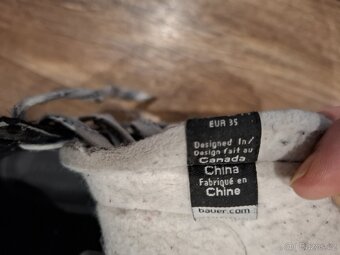 EUR 35
Designed In/
Design fait au
Canada
China
Fabriqué en
Chine
bauer.com